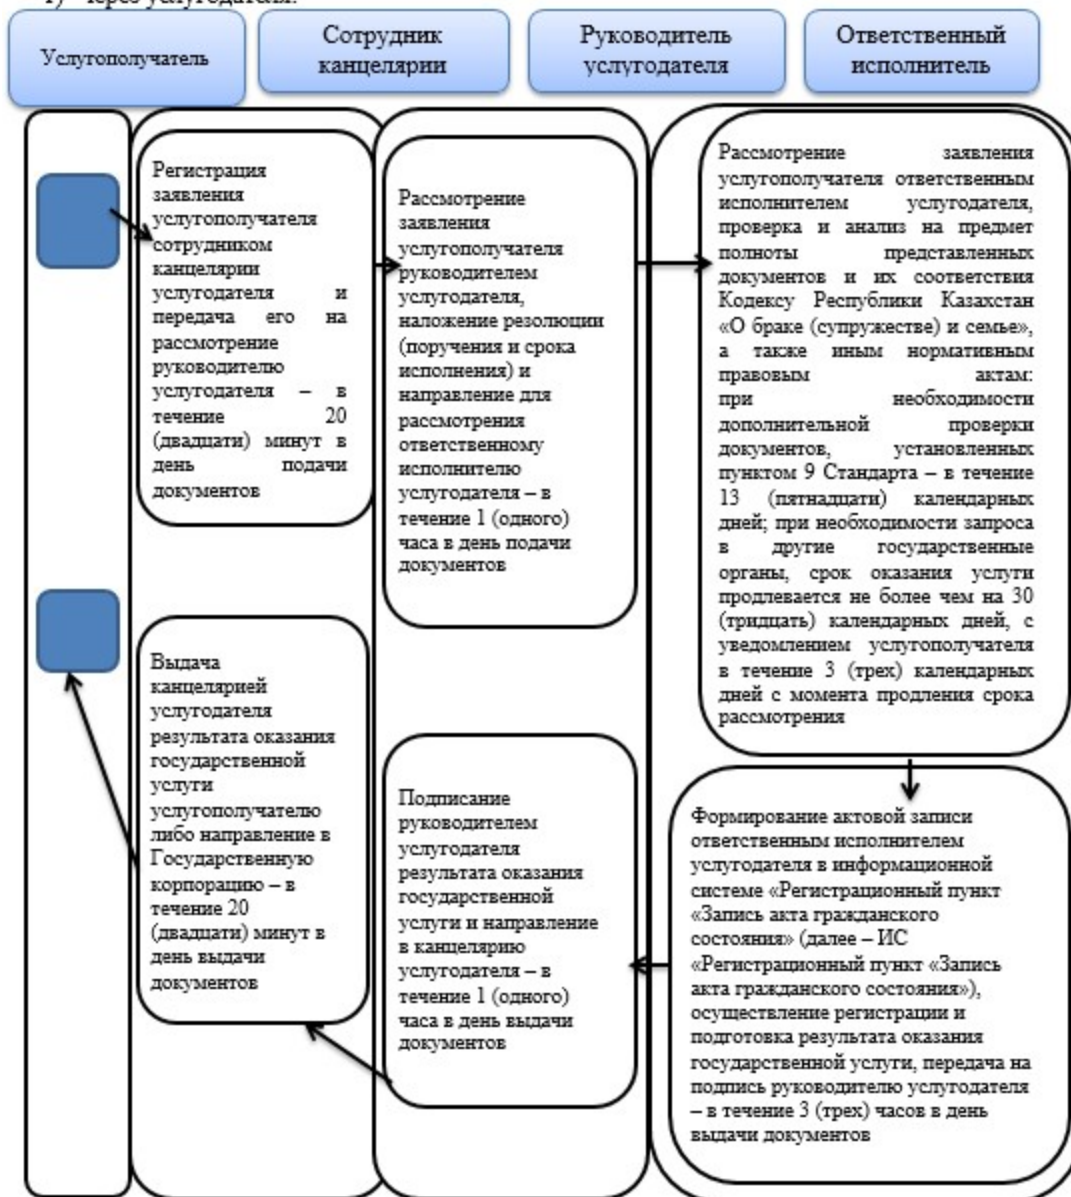 1) Через услугодателя:
Услугополучатель
Сотрудник
канцелярии
Руководитель
услугодателя
Ответственный
исполнитель
Регистрация
заявления
услугополучателя
сотрудником
канцелярии
услугодателя и
передача его на
рассмотрение
руководителю
услугодателя – в
течение 20
(двадцати) минут в
день подачи
документов
Рассмотрение
заявления
услугополучателя
руководителем
услугодателя,
наложение резолюции
(поручения и срока
исполнения) и
направление для
рассмотрения
ответственному
исполнителю
услугодателя – в
течение 1 (одного)
часа в день подачи
документов
Рассмотрение заявления
услугополучателя ответственным
исполнителем услугодателя,
проверка и анализ на предмет
полноты представленных
документов и их соответствия
Кодексу Республики Казахстан
«О браке (супружестве) и семье»,
а также иным нормативным
правовым актам:
при необходимости
дополнительной проверки
документов, установленных
пунктом 9 Стандарта – в течение
13 (пятнадцати) календарных
дней; при необходимости запроса
в другие государственные
органы, срок оказания услуги
продлевается не более чем на 30
(тридцать) календарных дней, с
уведомлением услугополучателя
в течение 3 (трех) календарных
дней с момента продления срока
рассмотрения
Выдача
канцелярией
услугодателя
результата оказания
государственной
услуги
услугополучателю
либо направление в
Государственную
корпорацию – в
течение 20
(двадцати) минут в
день выдачи
документов
Подписание
руководителем
услугодателя
результата оказания
государственной
услуги и направление
в канцелярию
услугодателя – в
течение 1 (одного)
часа в день выдачи
документов
Формирование актовой записи
ответственным исполнителем
услугодателя в информационной
системе «Регистрационный пункт
«Запись акта гражданского
состояния» (далее – ИС
«Регистрационный пункт «Запись
акта гражданского состояния»),
осуществление регистрации и
подготовка результата оказания
государственной услуги, передача на
подпись руководителю услугодателя
– в течение 3 (трех) часов в день
выдачи документов